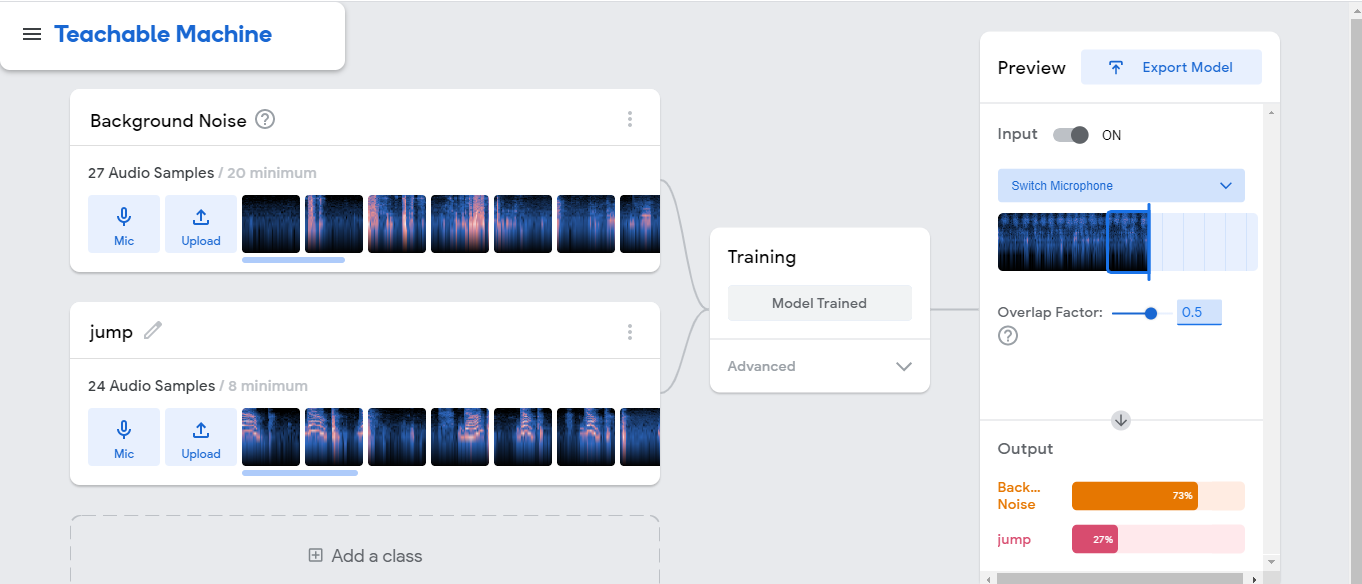 Teachable Machine
Background Noise ?
27 Audio Samples / 20 minimum
Mic
Upload
jump
24 Audio Samples / 8 minimum
Mic
Upload
Add a class
Training
Model Trained
Advanced
Preview
Export Model
Input
ON
Switch Microphone
Overlap Factor:
0.5
?
Output
Back...
Noise
73%
jump
27%